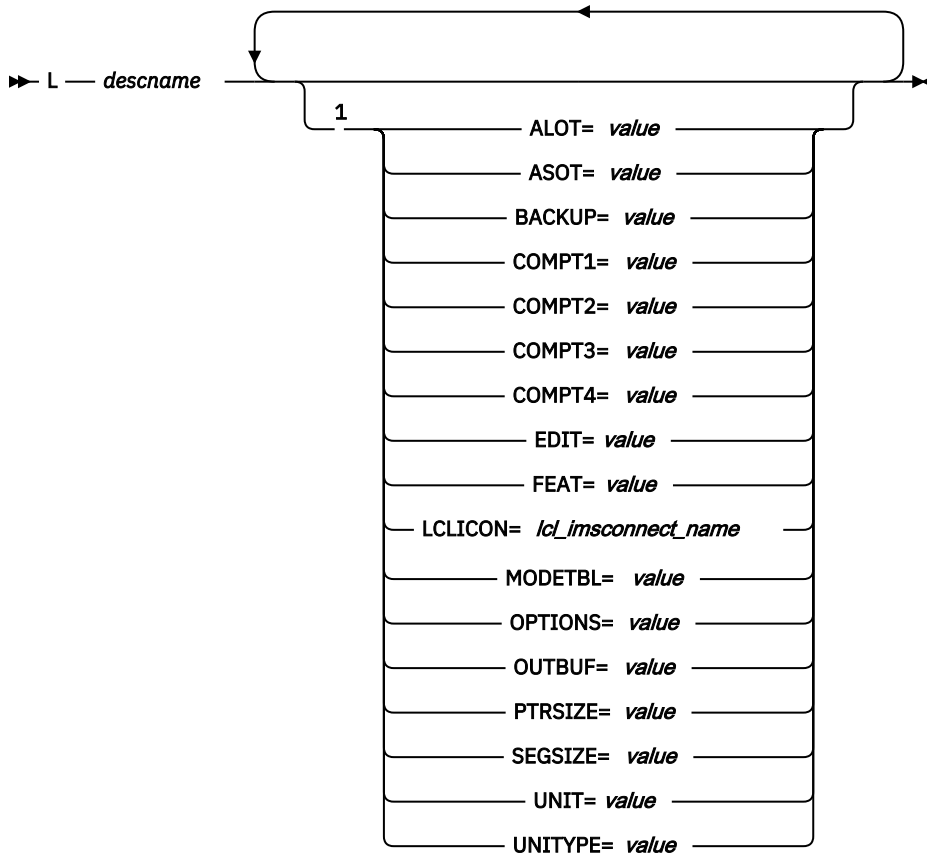 L descname
1
ALOT= value
ASOT= value
BACKUP= value
COMPT1= value
COMPT2= value
COMPT3= value
COMPT4= value
EDIT= value
FEAT= value
LCLICON= lcl_imsconnect_name
MODETBL= value
OPTIONS= value
OUTBUF= value
PTRSIZE= value
SEGSIZE= value
UNIT= value
UNITYPE= value